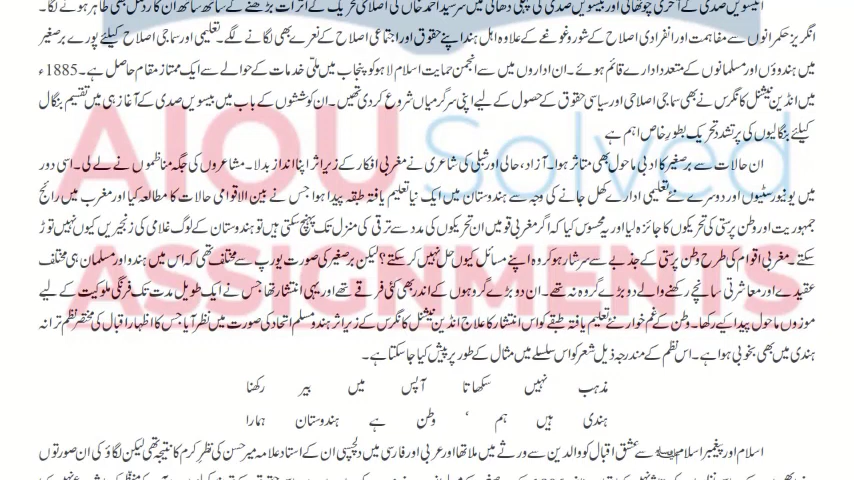 انیسویں صدی کے آخری چوتھائی اور بیسویں صدی کی پہلی دھائی میں سرسید احمد خاں کی اصلاحی تحریک کے اثرات بڑھنے کے ساتھ ساتھ ان کا ردعمل بھی ظاہر ہونے لگا۔
انگریز حکمرانوں سے مفاہمت اور انفرادی اصلاح کے شور وغوغے کے علاوہ اہل ہند اپنے حقوق اور اجتماعی اصلاح کے نعرے بھی لگانے لگے۔ تعلیمی اور سماجی اصلاح کیلئے پورے برصغیر
میں ہندوؤں اور مسلمانوں کے متعدد ادارے قائم ہوئے۔ ان اداروں میں سے انجمن حمایت اسلام لاہور کو پنجاب میں ملّی خدمات کے حوالے سے ایک ممتاز مقام حاصل ہے۔ 1885ء
میں انڈین نیشنل کانگرس نے بھی سماجی اصلاحی اور سیاسی حقوق کے حصول کے لیے اپنی سرگرمیاں شروع کر دی تھیں۔ ان کوششوں کے باب میں بیسویں صدی کے آغاز ہی میں تقسیم بنگال
کیلئے بنگالیوں کی پرتشدد تحریک بطور خاص اہم ہے
ان حالات سے برصغیر کا ادبی ماحول بھی متاثر ہوا۔ آزاد، حالی اور شبلی کی شاعری نے مغربی افکار کے زیر اثر اپنا انداز بدلا۔ مشاعروں کی جگہ مناظموں نے لے لی۔ اسی دور
میں یونیورسٹیوں اور دوسرے نئے تعلیمی ادارے کھل جانے کی وجہ سے ہندوستان میں ایک نیا تعلیم یافتہ طبقہ پیدا ہوا جس نے بین الاقوامی حالات کا مطالعہ کیا اور مغرب میں رائج
جمہوریت اور وطن پرستی کی تحریکوں کا جائزہ لیا اور یہ محسوس کیا کہ اگر مغربی قومیں ان تحریکوں کی مدد سے ترقی کی منزل تک پہنچ سکتی ہیں تو ہندوستان کے لوگ غلامی کی زنجیریں کیوں نہیں توڑ
سکتے۔ مغربی اقوام کی طرح وطن پرستی کے جذبے سے سرشار ہو کر وہ اپنے مسائل کیوں حل نہیں کر سکتے؟ لیکن برصغیر کی صورت یورپ سے مختلف تھی کہ اس میں ہندو اور مسلمان ہی مختلف
عقیدے اور معاشرتی سانچے رکھنے والے دو بڑے گروہ نہ تھے۔ ان دو بڑے گروہوں کے اندر بھی کئی فرقے تھے اور یہی انتشار تھا جس نے ایک طویل مدت تک فرنگی ملوکیت کے لیے
موزوں ماحول پیدا کیے رکھا۔ وطن کے غم خوار نئے تعلیم یافتہ طبقے کو اس انتشار کا علاج انڈین نیشنل کانگرس کے زیر اثر ہندو مسلم اتحاد کی صورت میں نظر آیا جس کا اظہار اقبال کی مختصر نظم ترانہ
ہندی میں بھی بخوبی ہوا ہے۔ اس نظم کے مندرجہ ذیل شعر کو اس سلسلے میں مثال کے طور پر پیش کیا جا سکتا ہے۔
مذہب نہیں سکھاتا آپس میں بیر رکھنا
ہندی ہیں ہم ، وطن ہے ہندوستان ہمارا
اسلام اور پیغمبر اسلام ﷺ سے عشق اقبال کو والدین سے ورثے میں ملا تھا اور عربی اور فارسی میں دلچسپی ان کے استاد علامہ میر حسن کی نظر کرم کا نتیجہ تھی لیکن لگاؤ کی ان صورتوں
AIOU Solved
ASSIGNMENTS